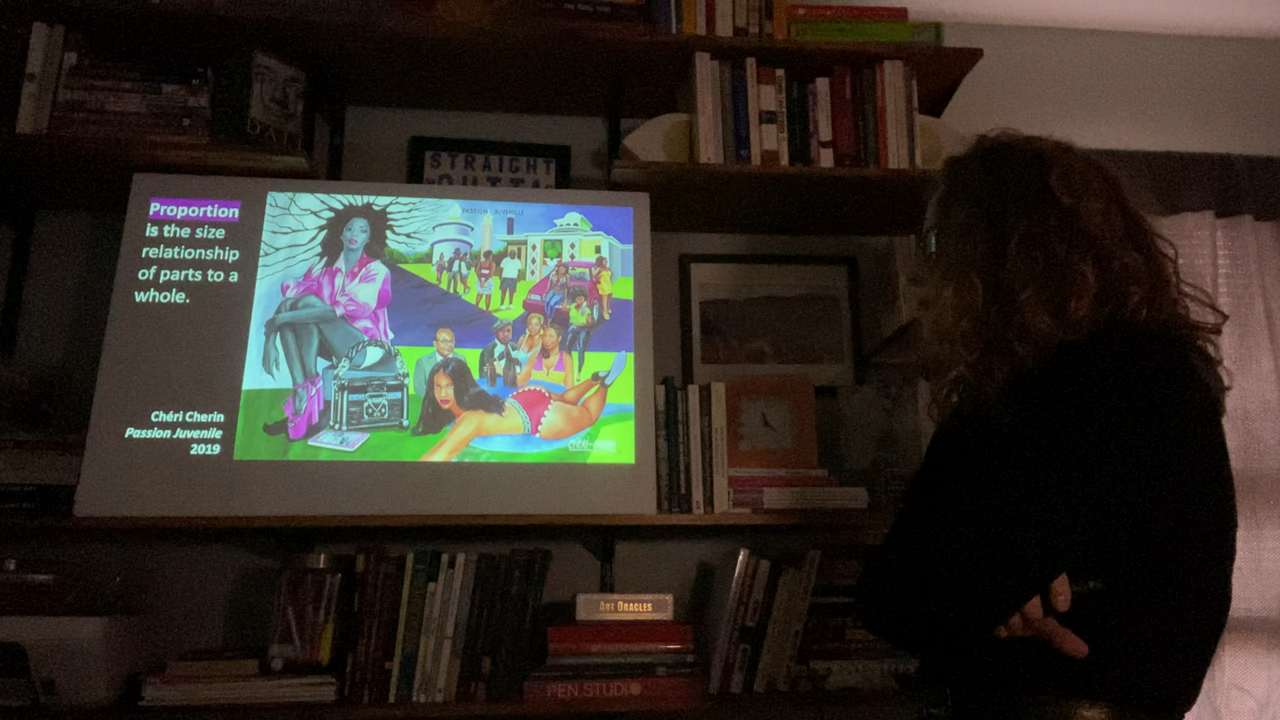 STRAIGHT
OUTTA
Proportion
is the size
relationship
of parts to a
whole.
PASSION JUVENILE
Chéri Cherin
Passion Juvenile
2019
ART ORACLES
PEN STUDIO